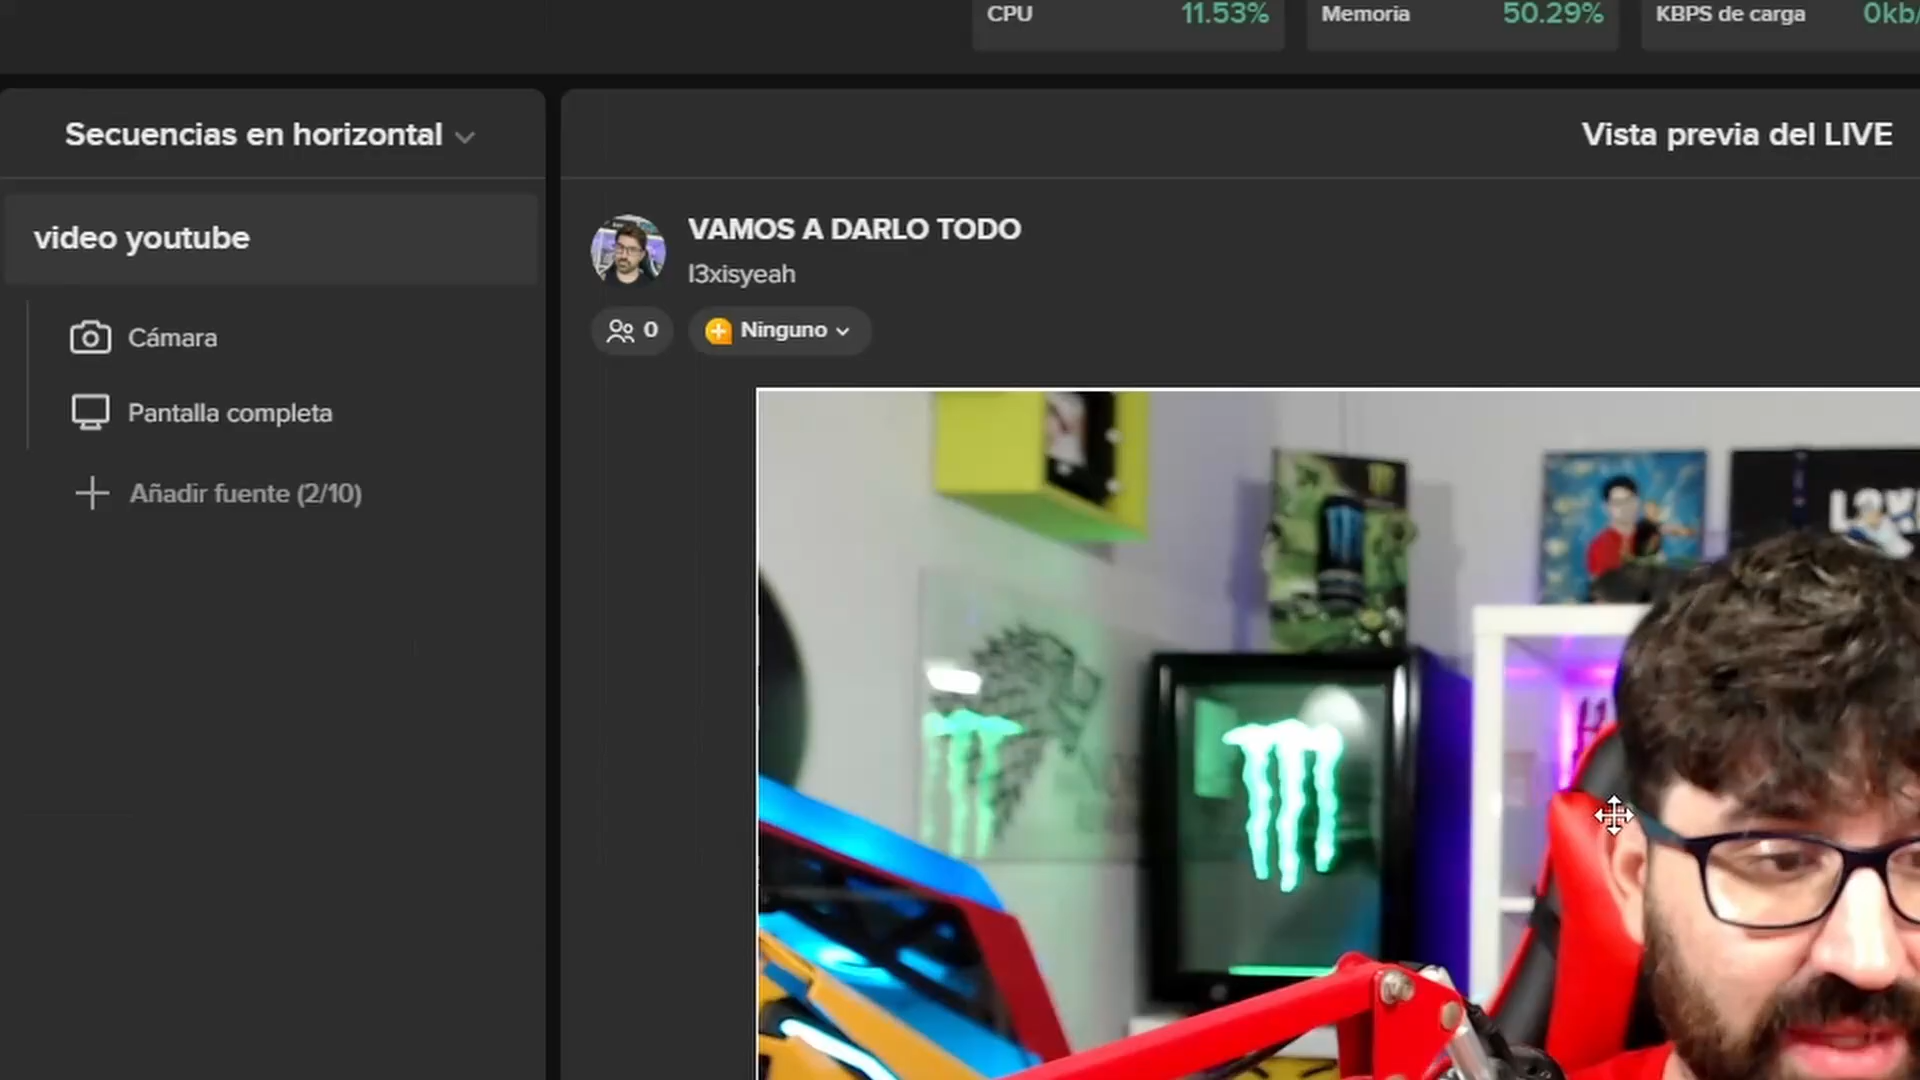 CPU 11.53% Memoria 50.29% KBPS de carga 0kb/
Secuencias en horizontal
Vista previa del LIVE
video youtube
VAMOS A DARLO TODO
l3xisyeah
0 Ninguno
Cámara
Pantalla completa
Añadir fuente (2/10)